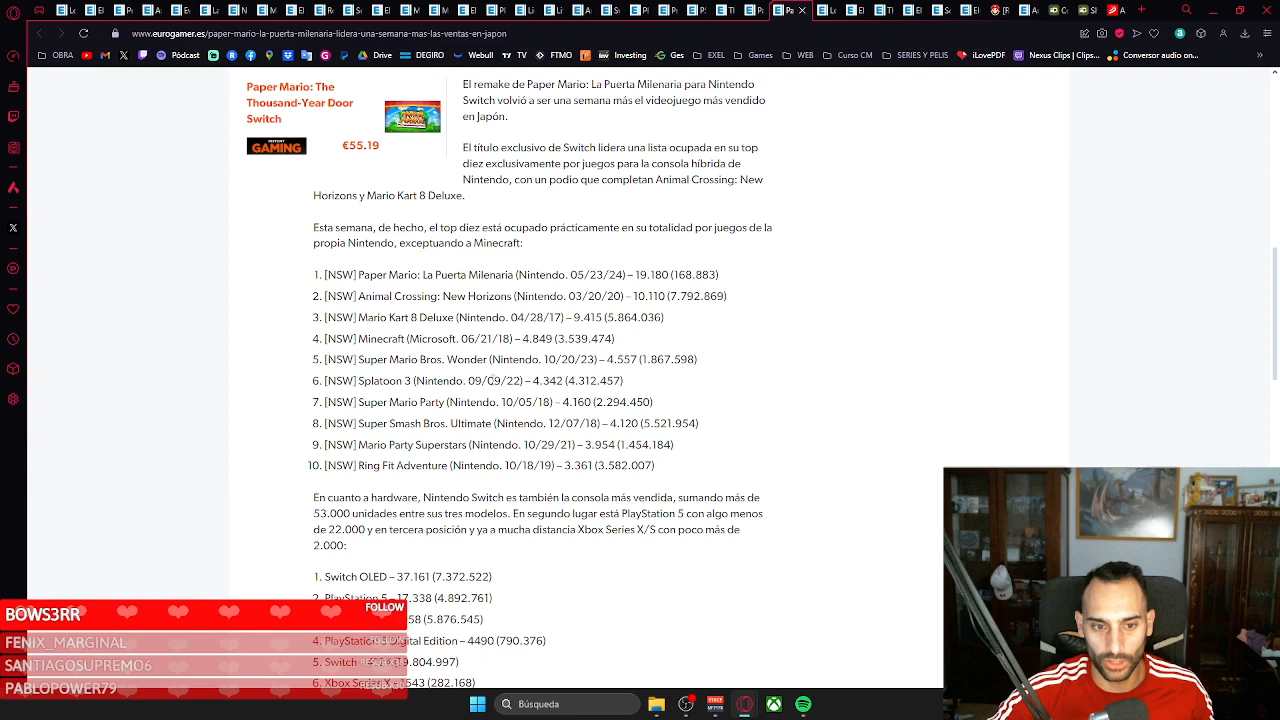 www.eurogamer.es/paper-mario-la-puerta-milenaria-lidera-una-semana-mas-las-ventas-en-japon
OBRA
Pódcast
Drive
DEGIRO
Webull
FTMO
Investing
Ges
EXEL
Games
WEB
Curso CM
SERIES Y PELIS
iLovePDF
Nexus Clips | Clips...
Conversor audio on...
Paper Mario: The
Thousand-Year Door
Switch
INSTANT GAMING
€55.19
El remake de Paper Mario: La Puerta Milenaria para Nintendo
Switch volvió a ser una semana más el videojuego más vendido
en Japón.
El título exclusivo de Switch lidera una lista ocupada en su top
diez exclusivamente por juegos para la consola híbrida de
Nintendo, con un podio que completan Animal Crossing: New
Horizons y Mario Kart 8 Deluxe.
Esta semana, de hecho, el top diez está ocupado prácticamente en su totalidad por juegos de la
propia Nintendo, exceptuando a Minecraft:
1. [NSW] Paper Mario: La Puerta Milenaria (Nintendo. 05/23/24) – 19.180 (168.883)
2. [NSW] Animal Crossing: New Horizons (Nintendo. 03/20/20) – 10.110 (7.792.869)
3. [NSW] Mario Kart 8 Deluxe (Nintendo. 04/28/17) – 9.415 (5.864.036)
4. [NSW] Minecraft (Microsoft. 06/21/18) – 4.849 (3.539.474)
5. [NSW] Super Mario Bros. Wonder (Nintendo. 10/20/23) – 4.557 (1.867.598)
6. [NSW] Splatoon 3 (Nintendo. 09/09/22) – 4.342 (4.312.457)
7. [NSW] Super Mario Party (Nintendo. 10/05/18) – 4.160 (2.294.450)
8. [NSW] Super Smash Bros. Ultimate (Nintendo. 12/07/18) – 4.120 (5.521.954)
9. [NSW] Mario Party Superstars (Nintendo. 10/29/21) – 3.954 (1.454.184)
10. [NSW] Ring Fit Adventure (Nintendo. 10/18/19) – 3.361 (3.582.007)
En cuanto a hardware, Nintendo Switch es también la consola más vendida, sumando más de
53.000 unidades entre sus tres modelos. En segundo lugar está PlayStation 5 con algo menos
de 22.000 y en tercera posición y ya a mucha distancia Xbox Series X/S con poco más de
2.000:
1. Switch OLED – 37.161 (7.372.522)
2. PlayStation 5 – 17.338 (4.892.761)
58 (5.876.545)
4. PlayStation Digital Edition – 4490 (790.376)
5. Switch
6. Xbox Series
BOWS3RR
FOLLOW
FENIX_MARGINAL
FOLLOW
SANTIAGOSUPREMO6
PABLOPOWER79
Búsqueda